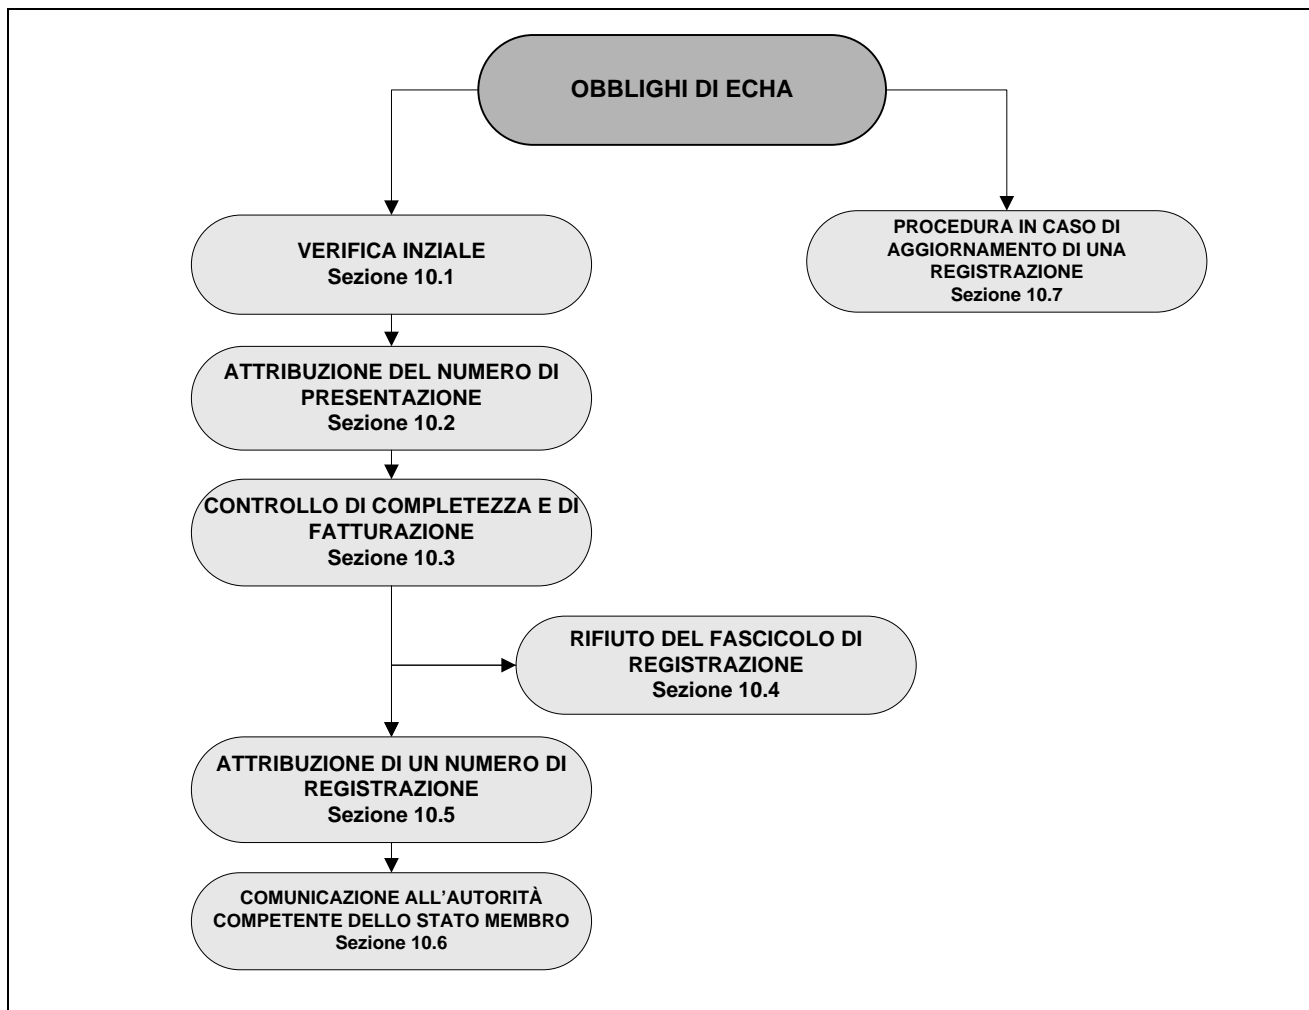 OBBLIGHI DI ECHA
VERIFICA INZIALE
Sezione 10.1
PROCEDURA IN CASO DI
AGGIORNAMENTO DI UNA
REGISTRAZIONE
Sezione 10.7
ATTRIBUZIONE DEL NUMERO DI
PRESENTAZIONE
Sezione 10.2
CONTROLLO DI COMPLETEZZA E DI
FATTURAZIONE
Sezione 10.3
RIFIUTO DEL FASCICOLO DI
REGISTRAZIONE
Sezione 10.4
ATTRIBUZIONE DI UN NUMERO DI
REGISTRAZIONE
Sezione 10.5
COMUNICAZIONE ALL’AUTORITÀ
COMPETENTE DELLO STATO MEMBRO
Sezione 10.6